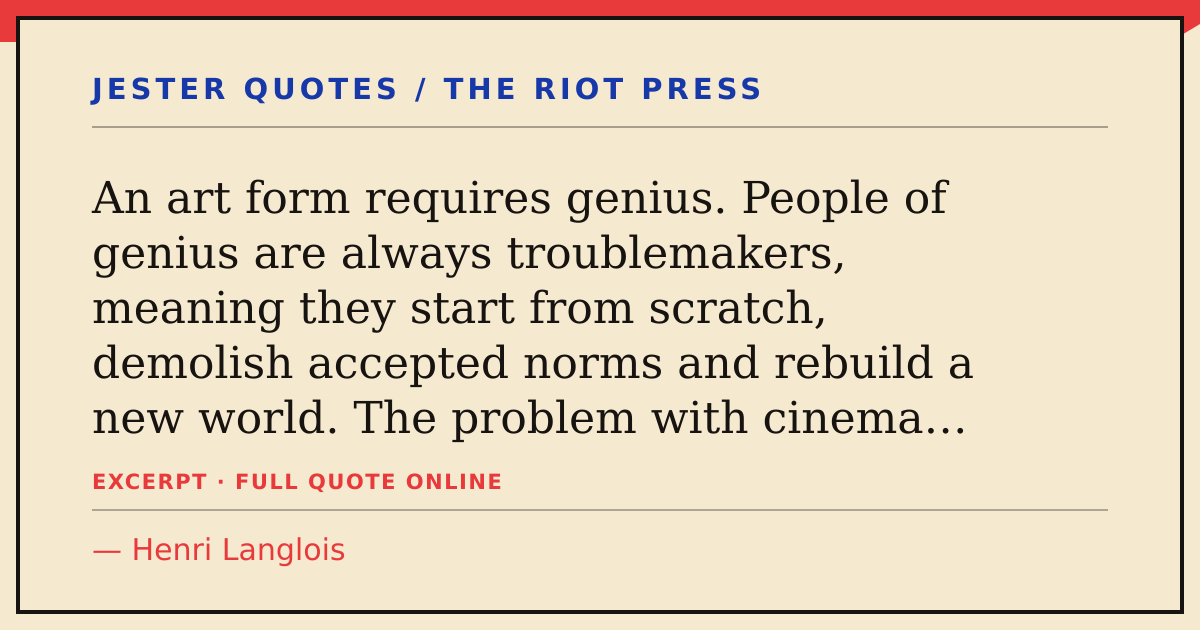 JESTER QUOTES / THE RIOT PRESS
An art form requires genius. People of
genius are always troublemakers,
meaning they start from scratch,
demolish accepted norms and rebuild a
new world. The problem with cinema…
EXCERPT · FULL QUOTE ONLINE
— Henri Langlois